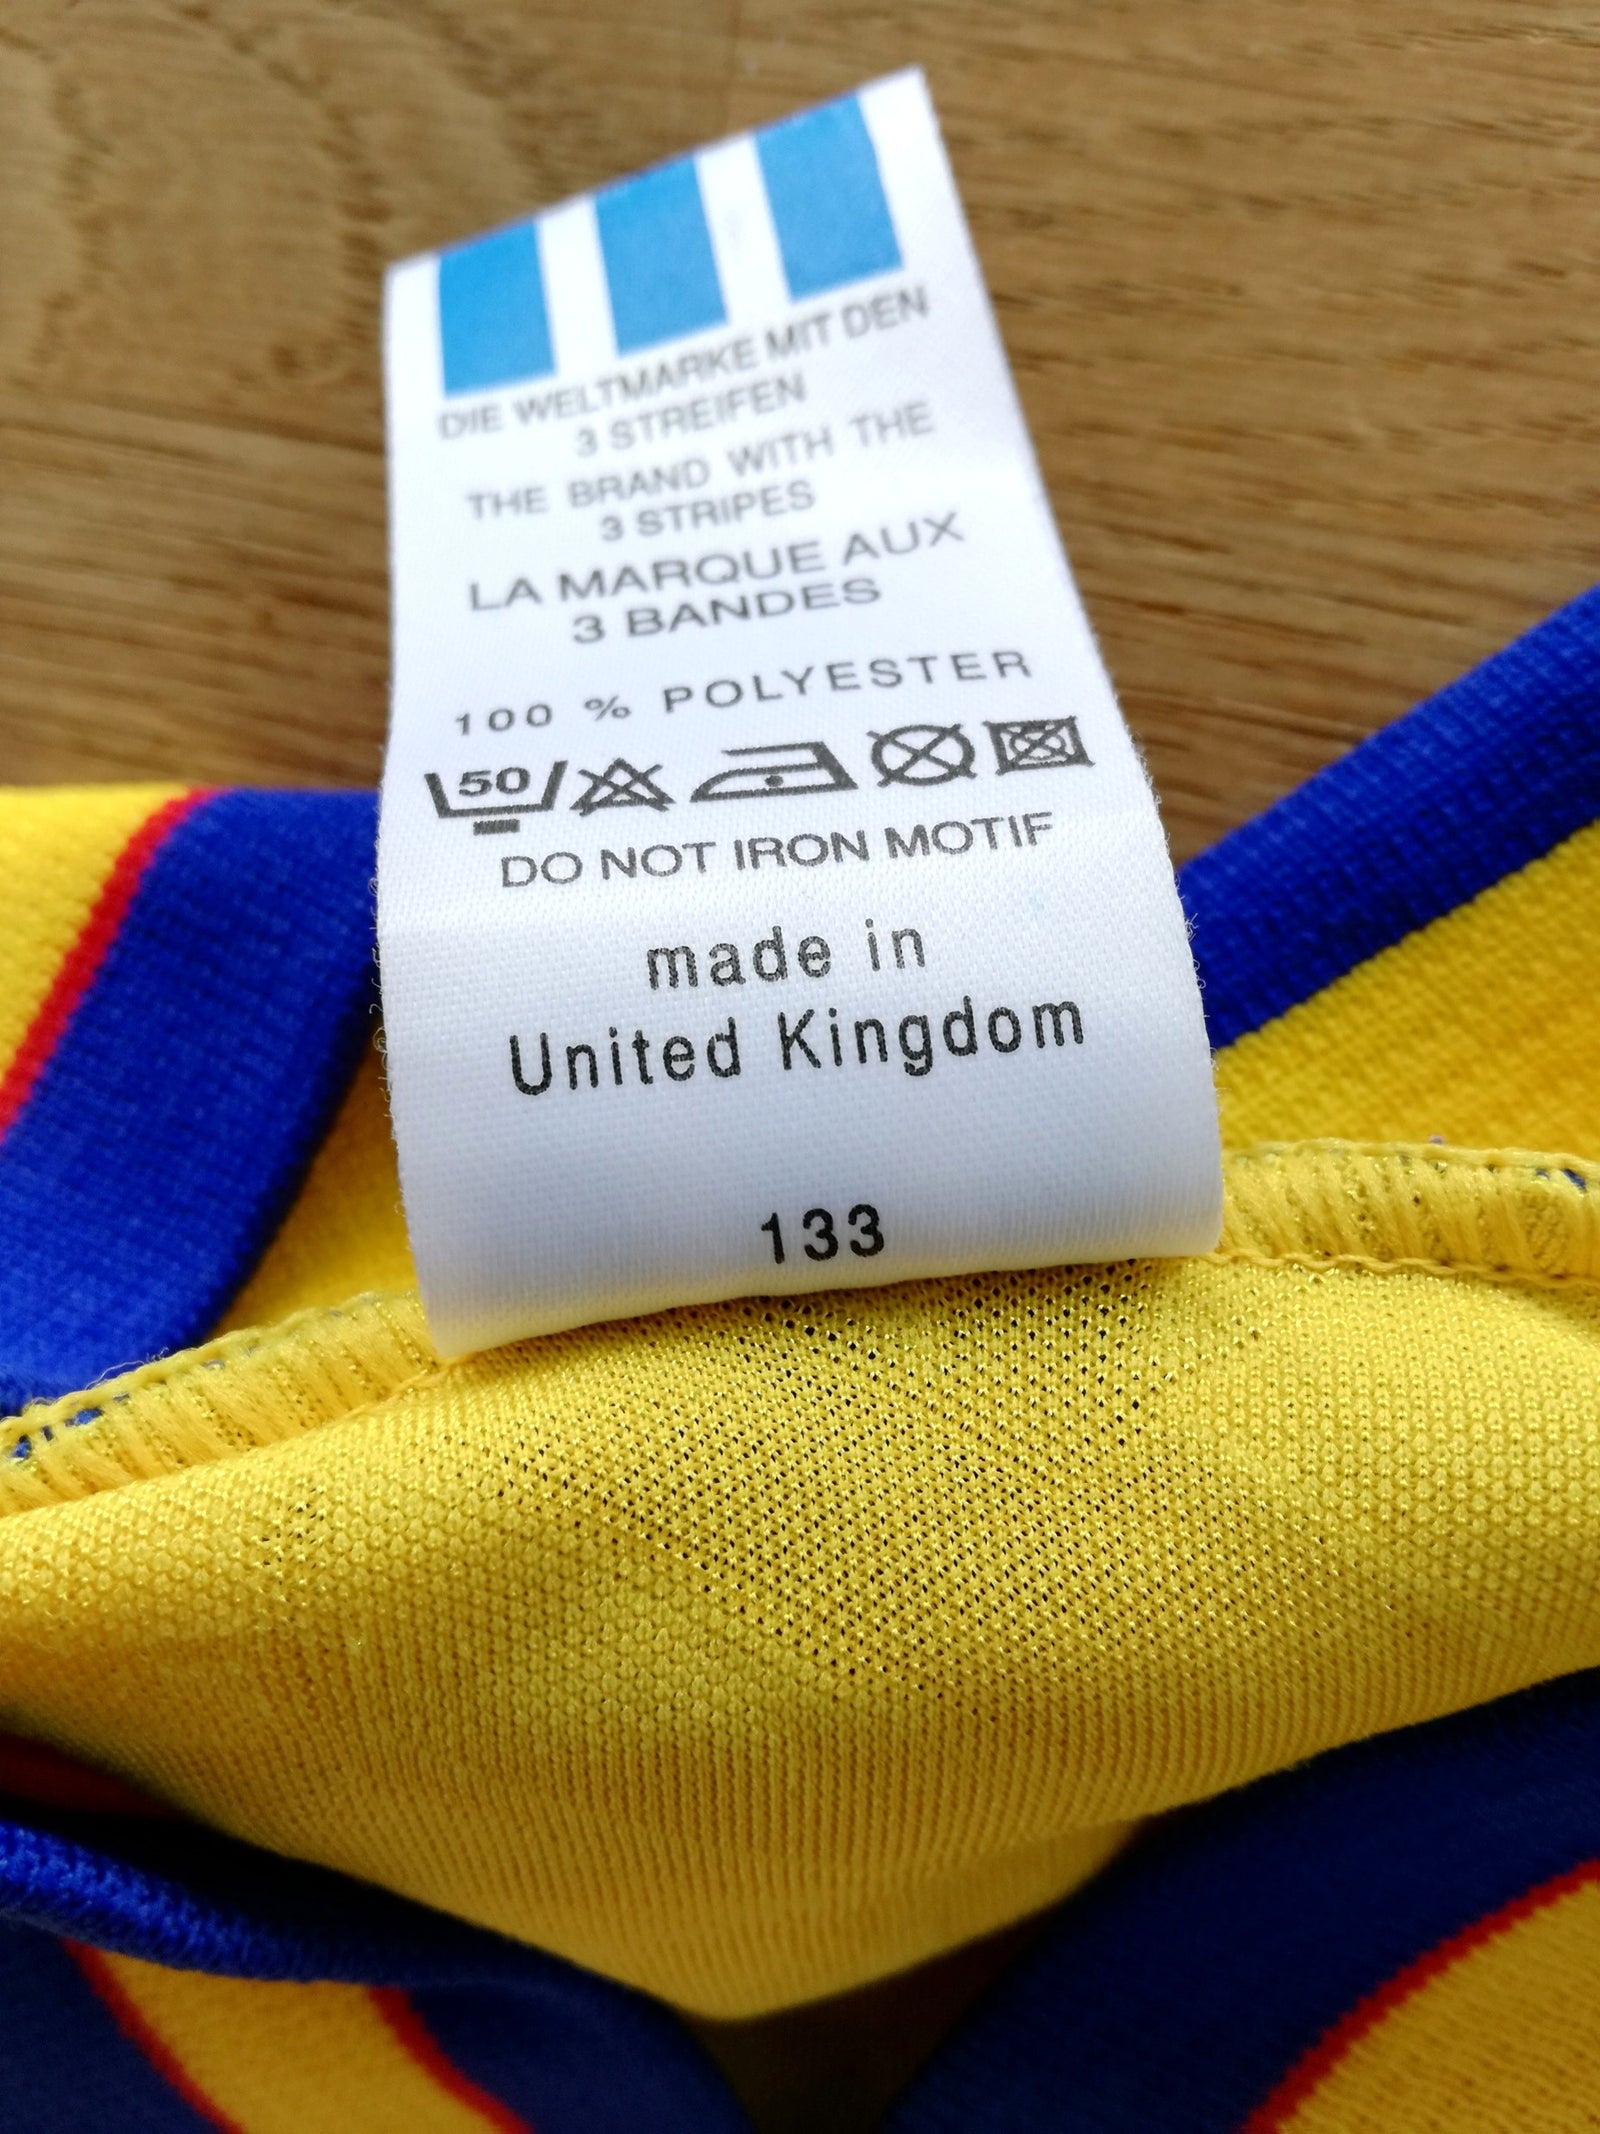 DIE WELTMARKE MIT DEN
3 STREIFEN
THE BRAND WITH THE
3 STRIPES
LA MARQUE AUX
3 BANDES
100 % POLYESTER
50
DO NOT IRON MOTIF
made in
United Kingdom
133